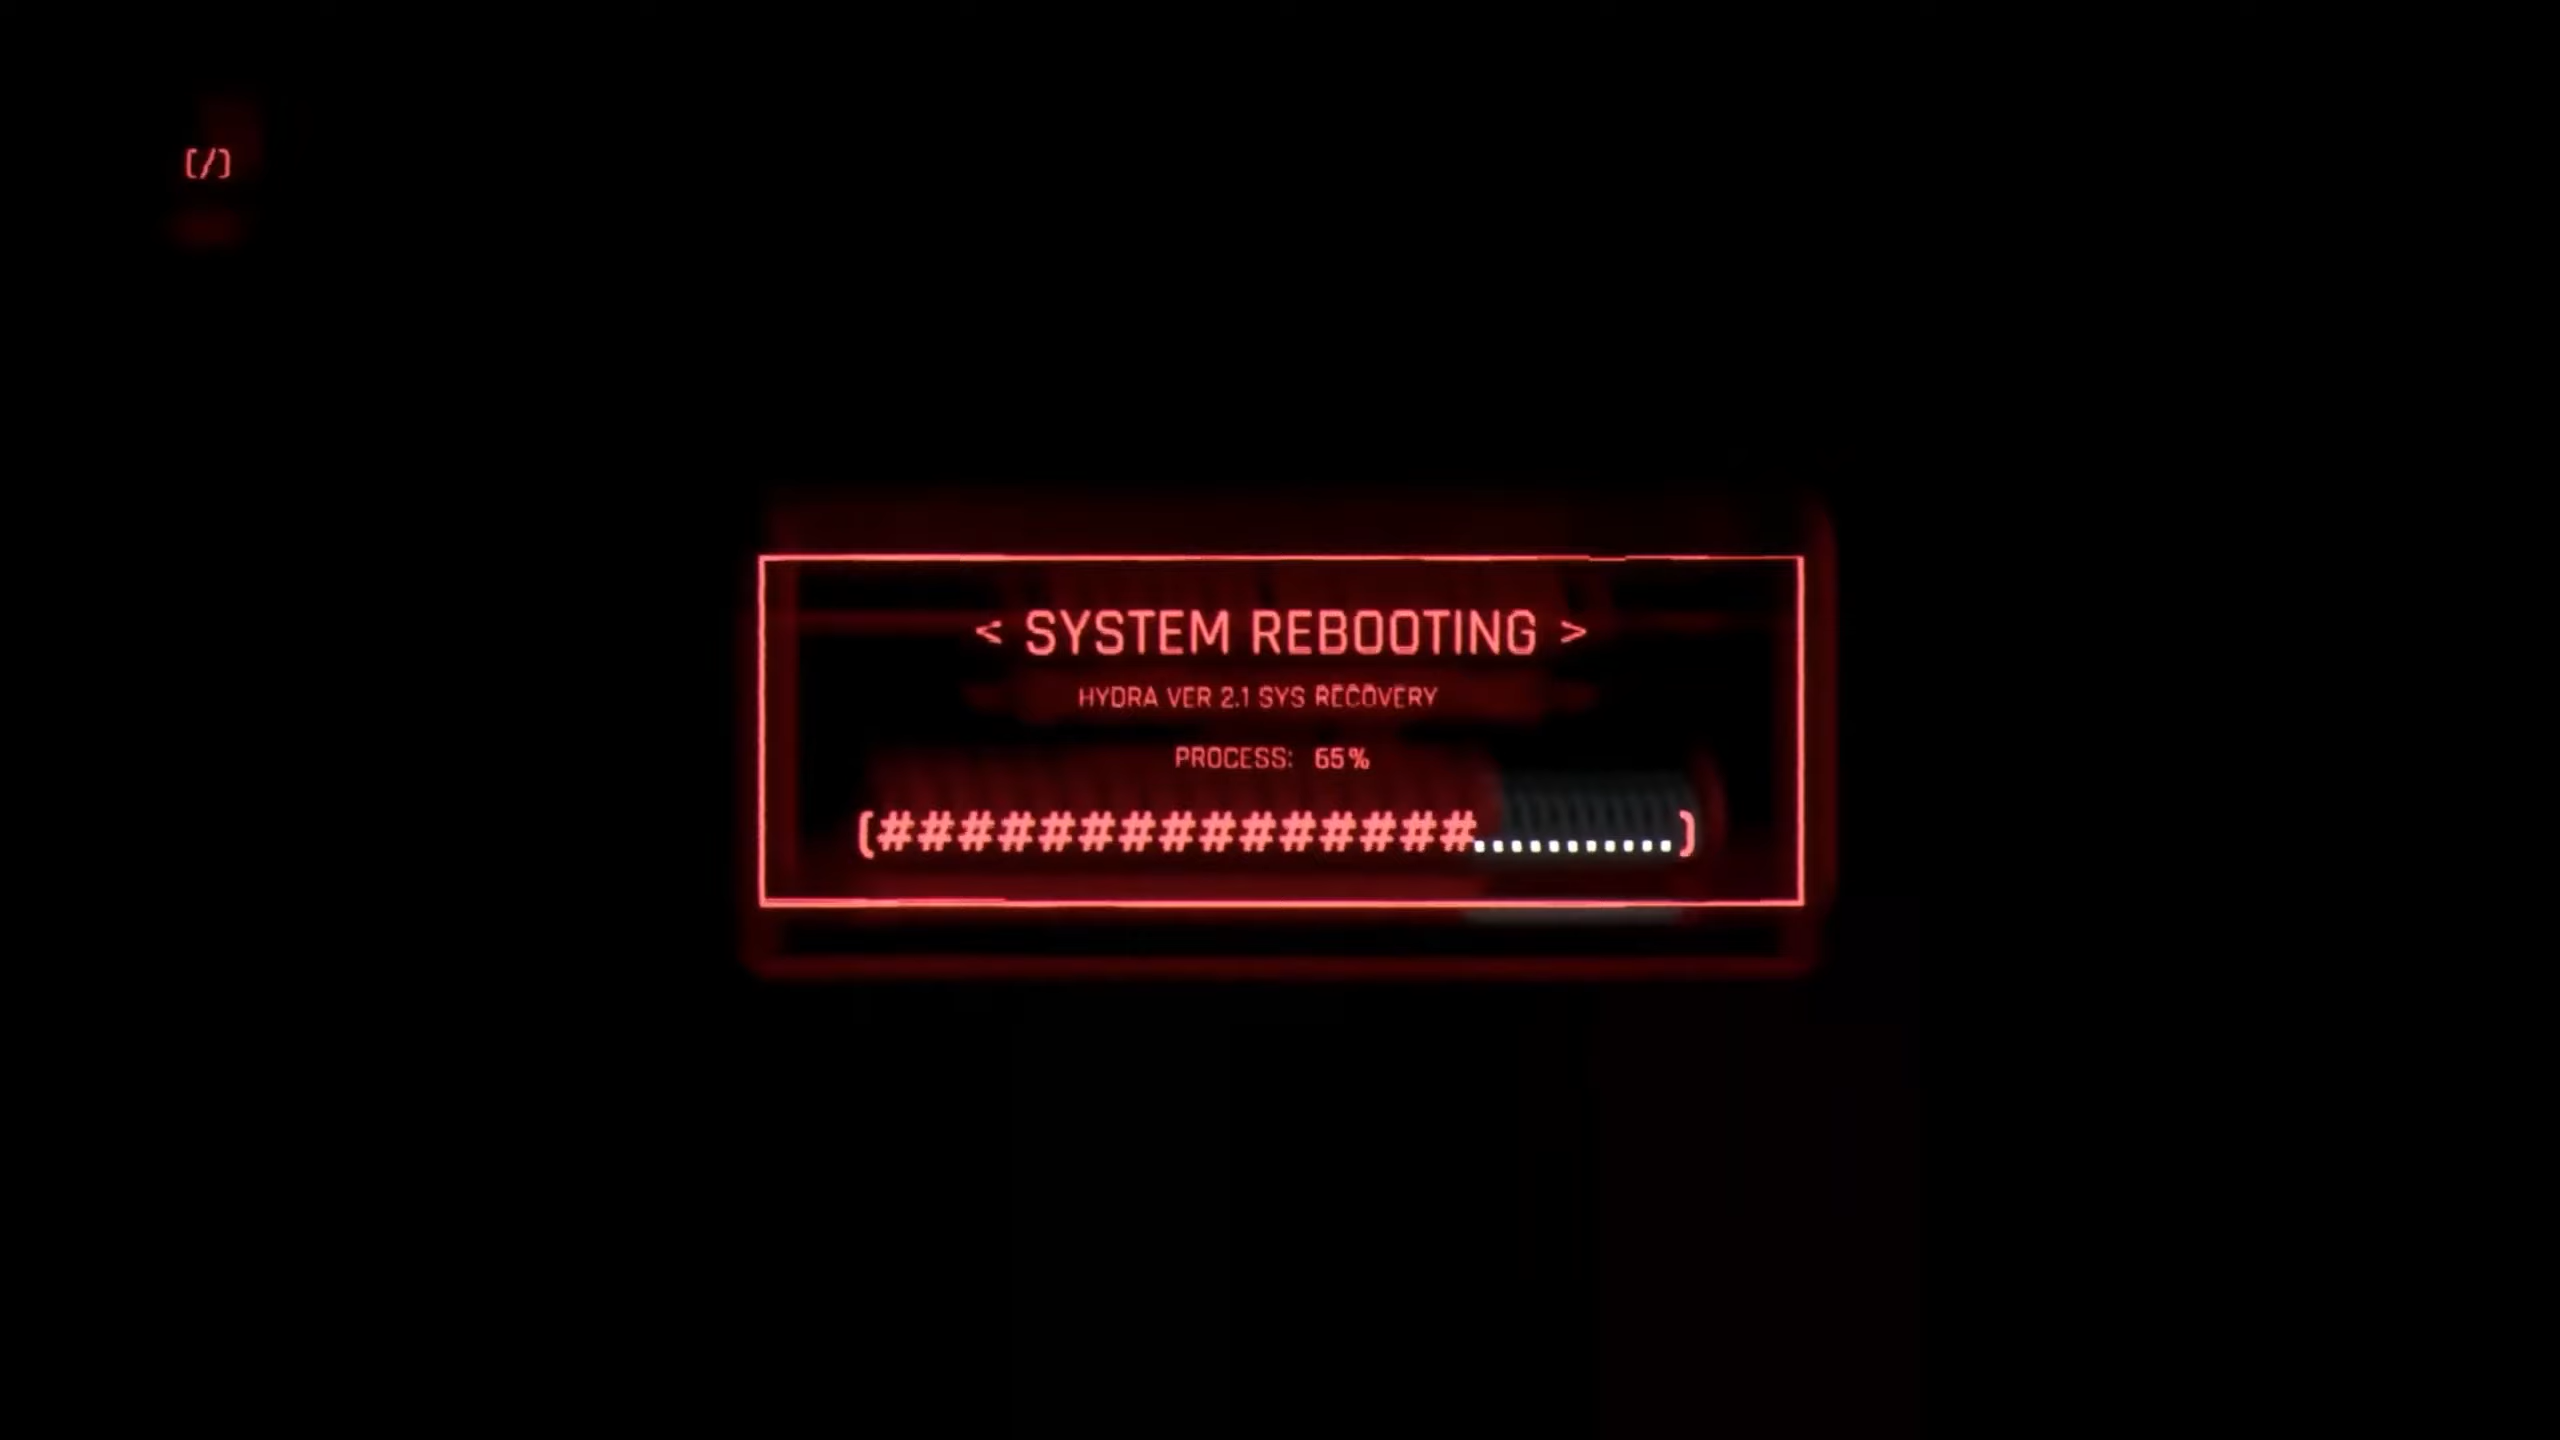 [/]
< SYSTEM REBOOTING >
HYDRA VER 2.1 SYS RECOVERY
PROCESS: 65%
[###############...........]